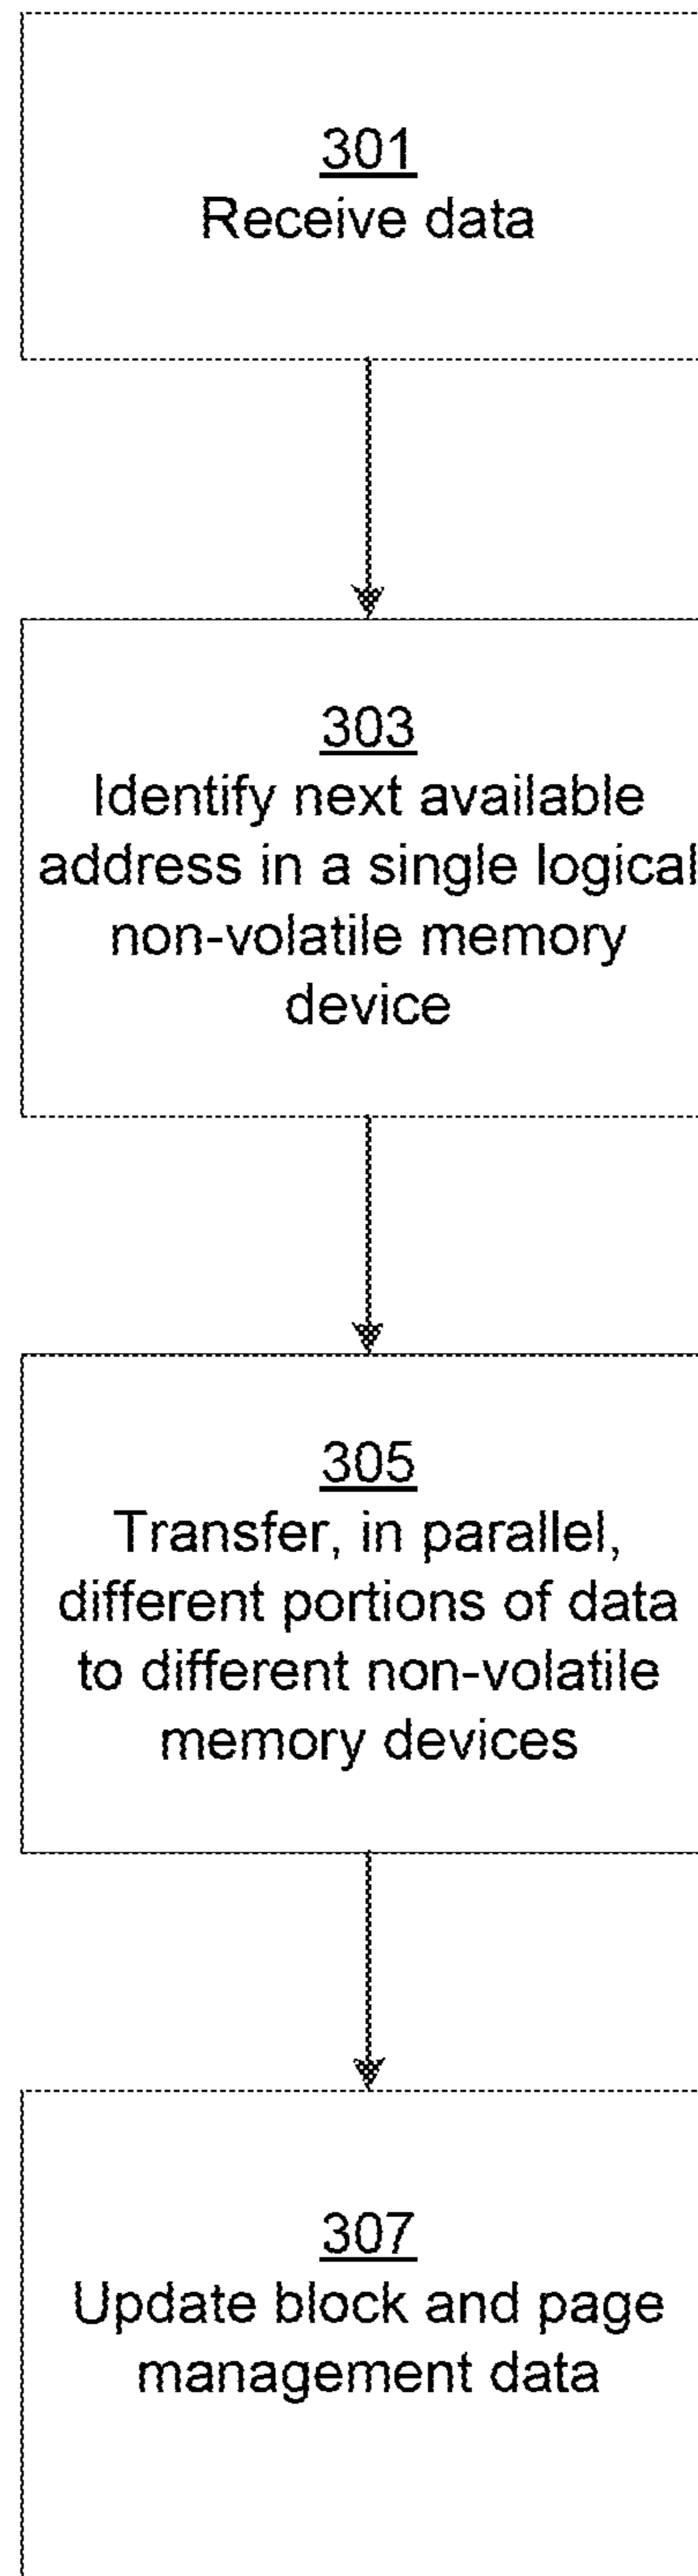 301
Receive data
303
Identify next available
address in a single logical
non-volatile memory
device
305
Transfer, in parallel,
different portions of data
to different non-volatile
memory devices
307
Update block and page
management data